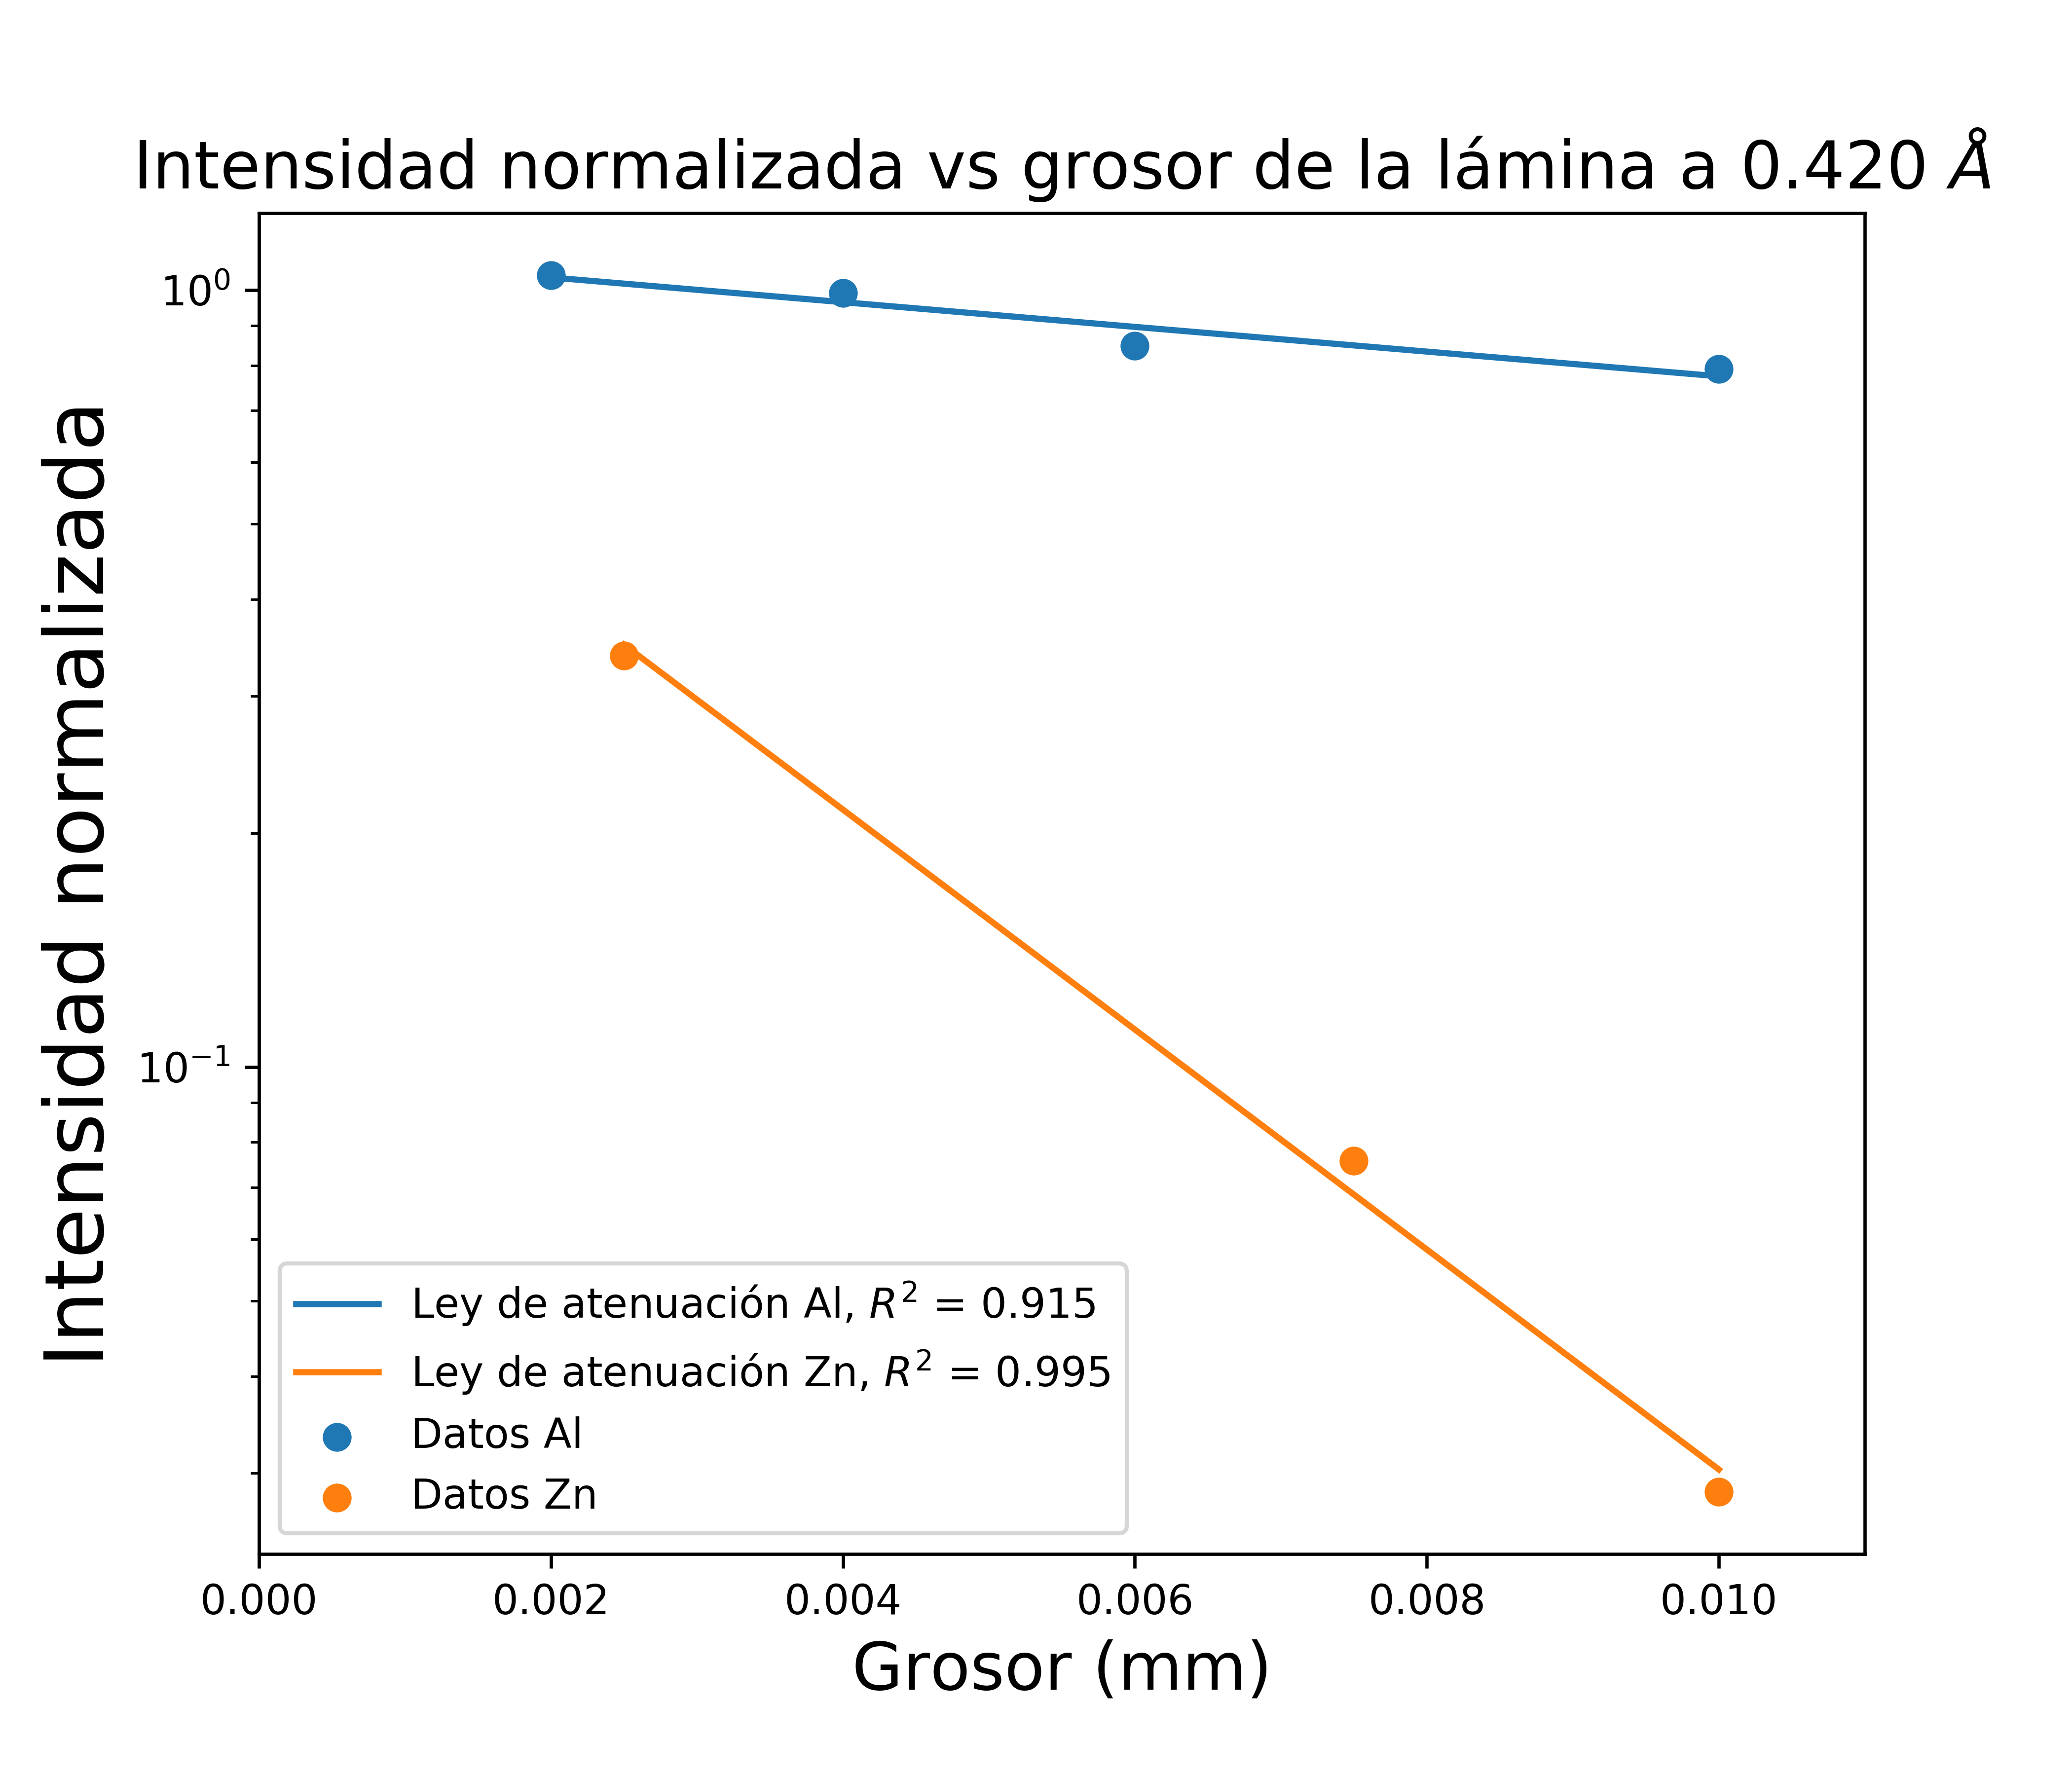 Intensidad normalizada vs grosor de la lámina a 0.420 Å
Intensidad normalizada
10⁰
10⁻¹
Ley de atenuación Al, R² = 0.915
Ley de atenuación Zn, R² = 0.995
Datos Al
Datos Zn
0.000 0.002 0.004 0.006 0.008 0.010
Grosor (mm)